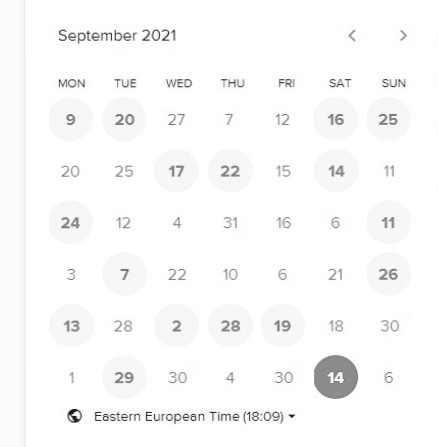 September 2021 < >
MON TUE WED THU FRI SAT SUN
9 20 27 7 12 16 25
20 25 17 22 15 14 11
24 12 4 31 16 6 11
3 7 22 10 6 21 26
13 28 2 28 19 18 30
1 29 30 4 30 14 6
Eastern European Time (18:09)